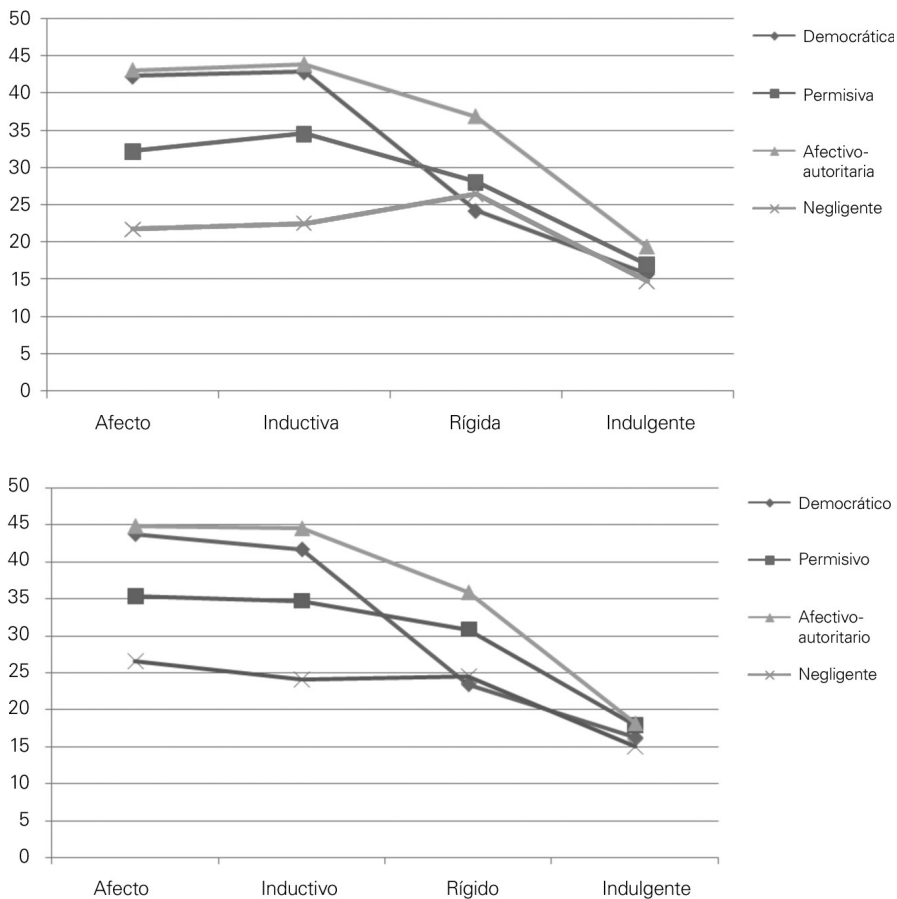 50
45
40
35
30
25
20
15
10
5
0
Afecto Inductiva Rígida Indulgente
Democrática
Permisiva
Afectivo-
autoritaria
Negligente
50
45
40
35
30
25
20
15
10
5
0
Afecto Inductivo Rígido Indulgente
Democrático
Permisivo
Afectivo-
autoritario
Negligente